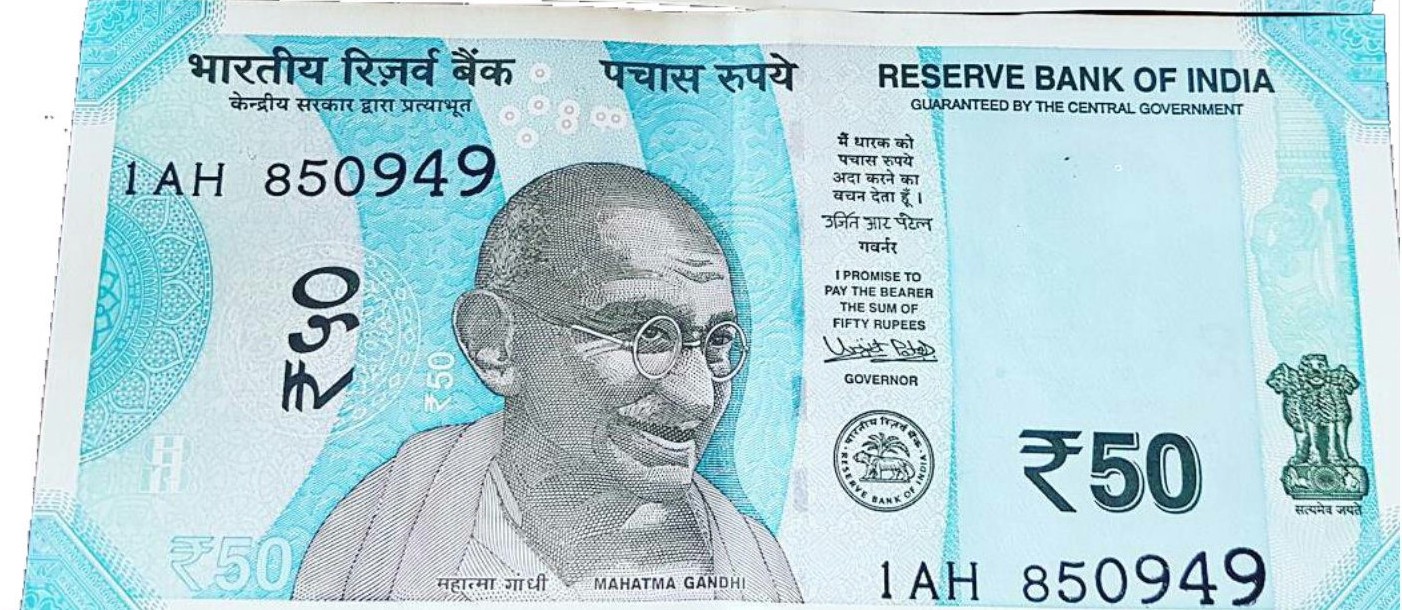 भारतीय रिज़र्व बैंक
केन्द्रीय सरकार द्वारा प्रत्याभूत
पचास रुपये
RESERVE BANK OF INDIA
GUARANTEED BY THE CENTRAL GOVERNMENT
1AH 850949
₹५०
₹50
₹50
महात्मा गांधी
MAHATMA GANDHI
मैं धारक को
पचास रुपये
अदा करने का
वचन देता हूँ।
उर्जित आर पटेल
गवर्नर
I PROMISE TO
PAY THE BEARER
THE SUM OF
FIFTY RUPEES
Urjit Patel
GOVERNOR
भारतीय रिज़र्व बैंक
RESERVE BANK OF INDIA
₹50
सत्यमेव जयते
1AH 850949